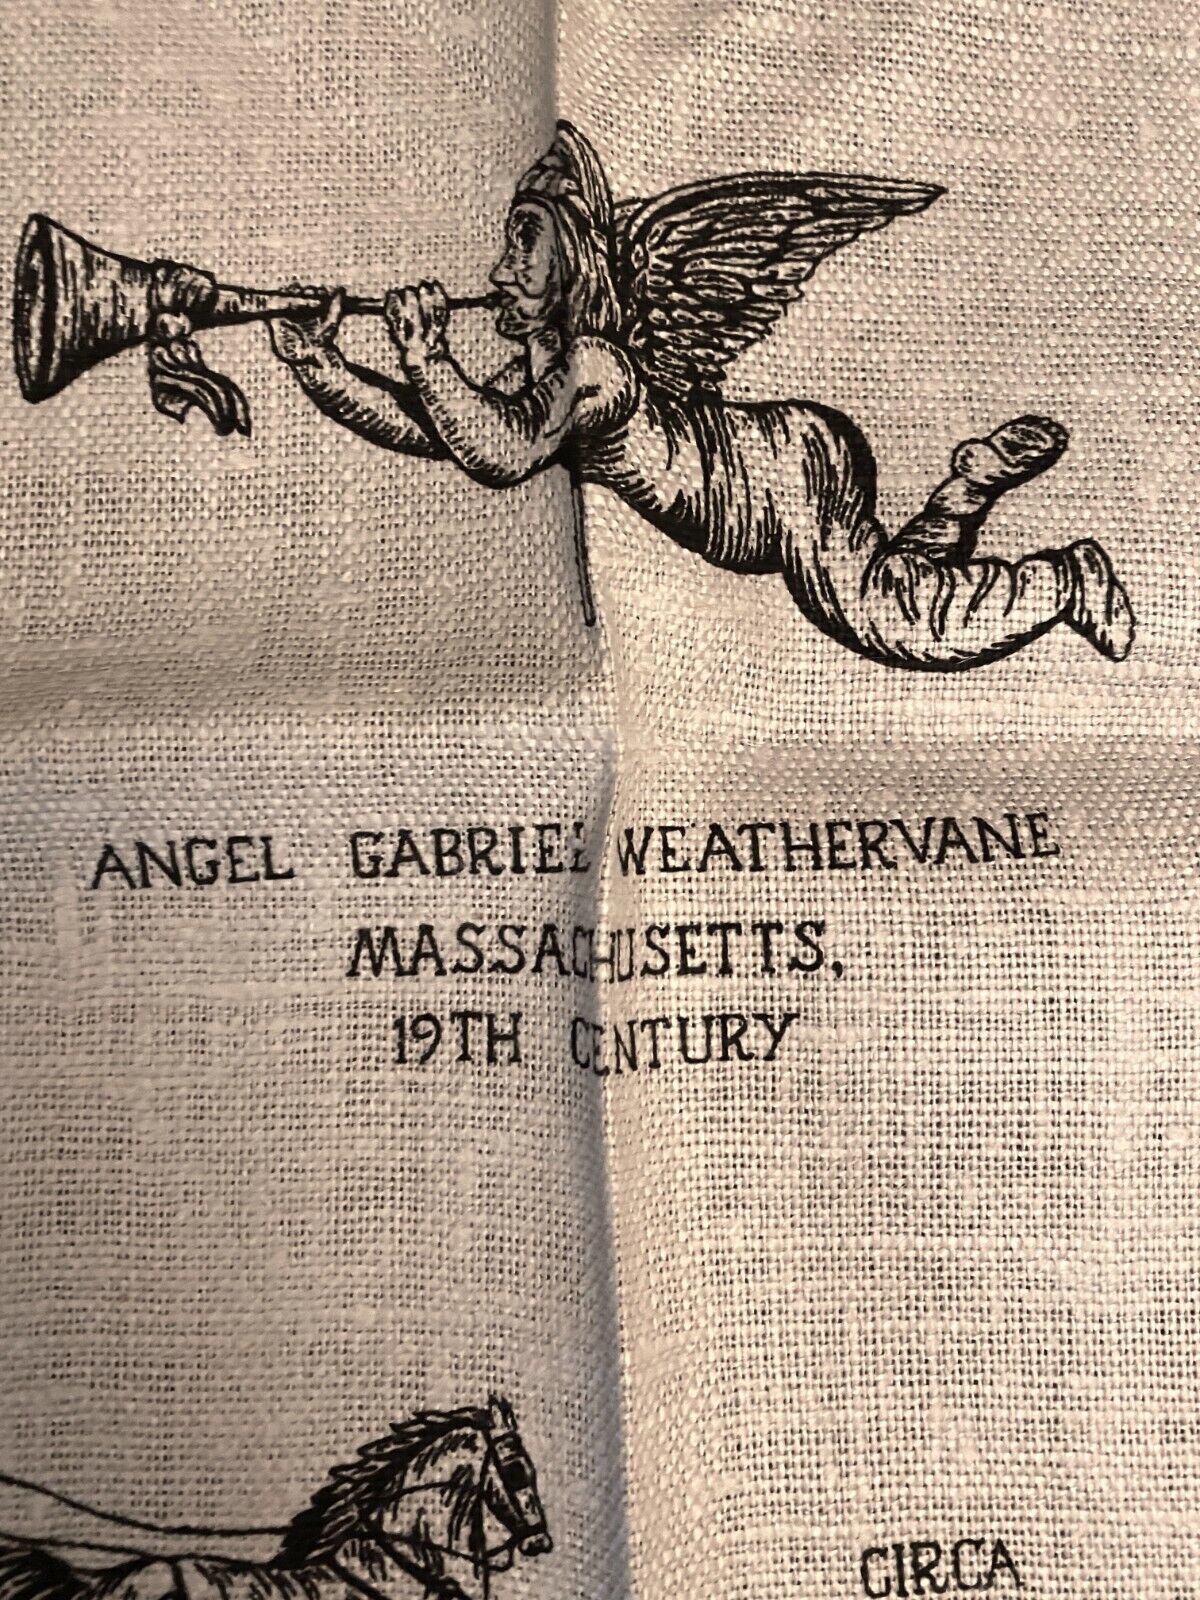 ANGEL GABRIEL WEATHERVANE
MASSACHUSETTS,
19TH CENTURY
CIRCA